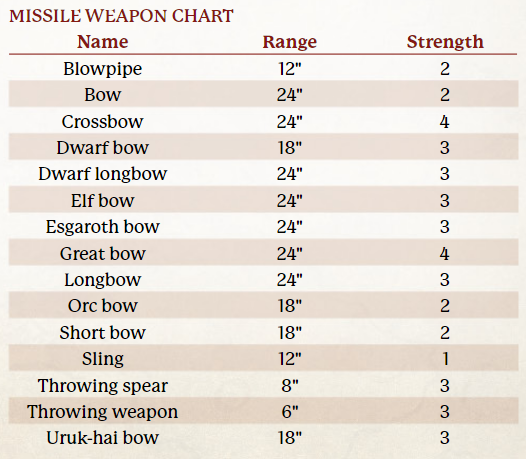 MISSILE WEAPON CHART
Name Range Strength
Blowpipe 12" 2
Bow 24" 2
Crossbow 24" 4
Dwarf bow 18" 3
Dwarf longbow 24" 3
Elf bow 24" 3
Esgaroth bow 24" 3
Great bow 24" 4
Longbow 24" 3
Orc bow 18" 2
Short bow 18" 2
Sling 12" 1
Throwing spear 8" 3
Throwing weapon 6" 3
Uruk-hai bow 18" 3